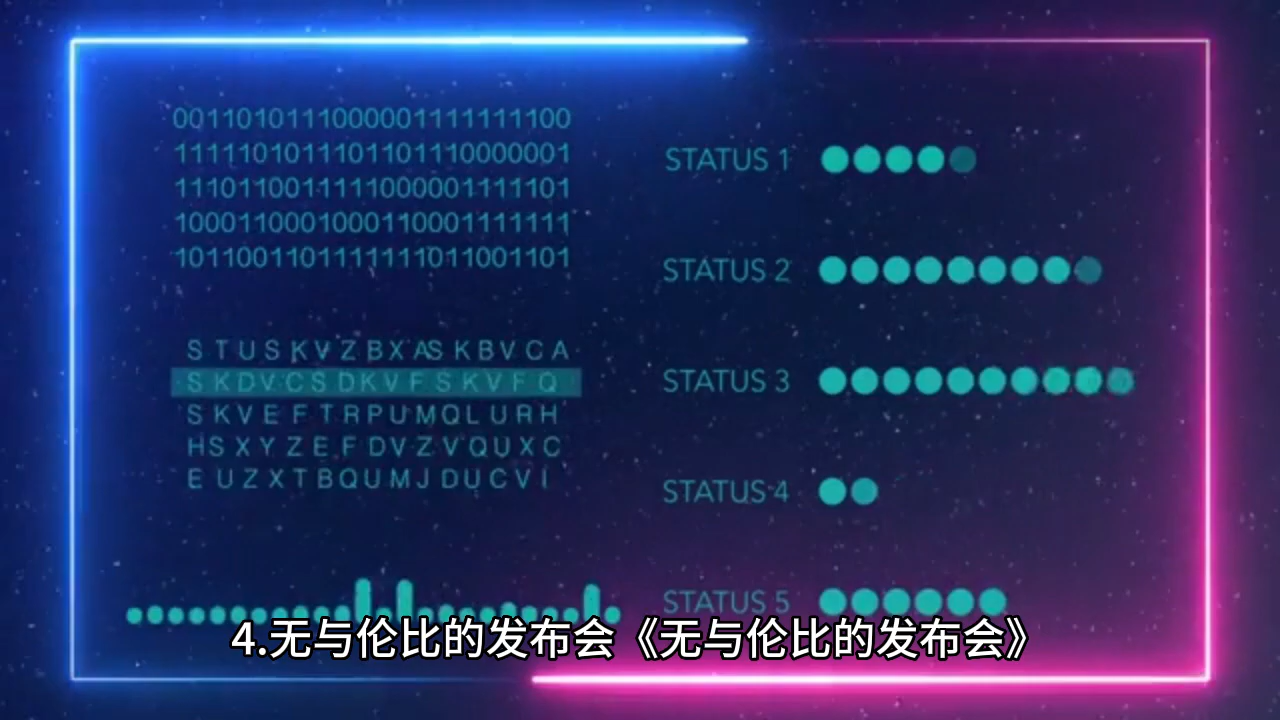 0011010111000001111111100
1111101011101101110000001
1110110011111000001111101
1000110001000110001111111
1011001101111111011001101
STUSKVZBXASKBVCA
SKDVCSDKVFSKVFQ
SKVEFTRPUMQLURH
HSXYZEFDVZVQUXC
EUZXTBQUMJDUCVI
STATUS 1
STATUS 2
STATUS 3
STATUS 4
STATUS 5
4.无与伦比的发布会《无与伦比的发布会》